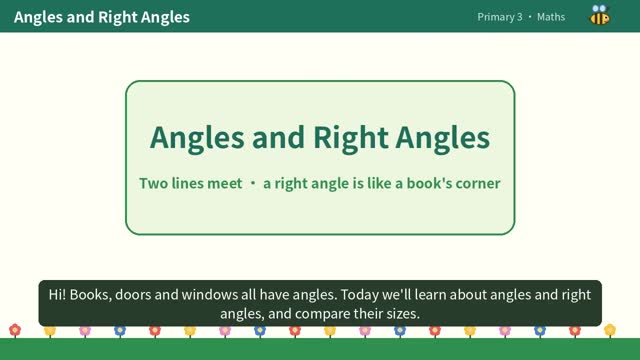 Angles and Right Angles
Primary 3 · Maths
Angles and Right Angles
Two lines meet · a right angle is like a book's corner
Hi! Books, doors and windows all have angles. Today we'll learn about angles and right
angles, and compare their sizes.